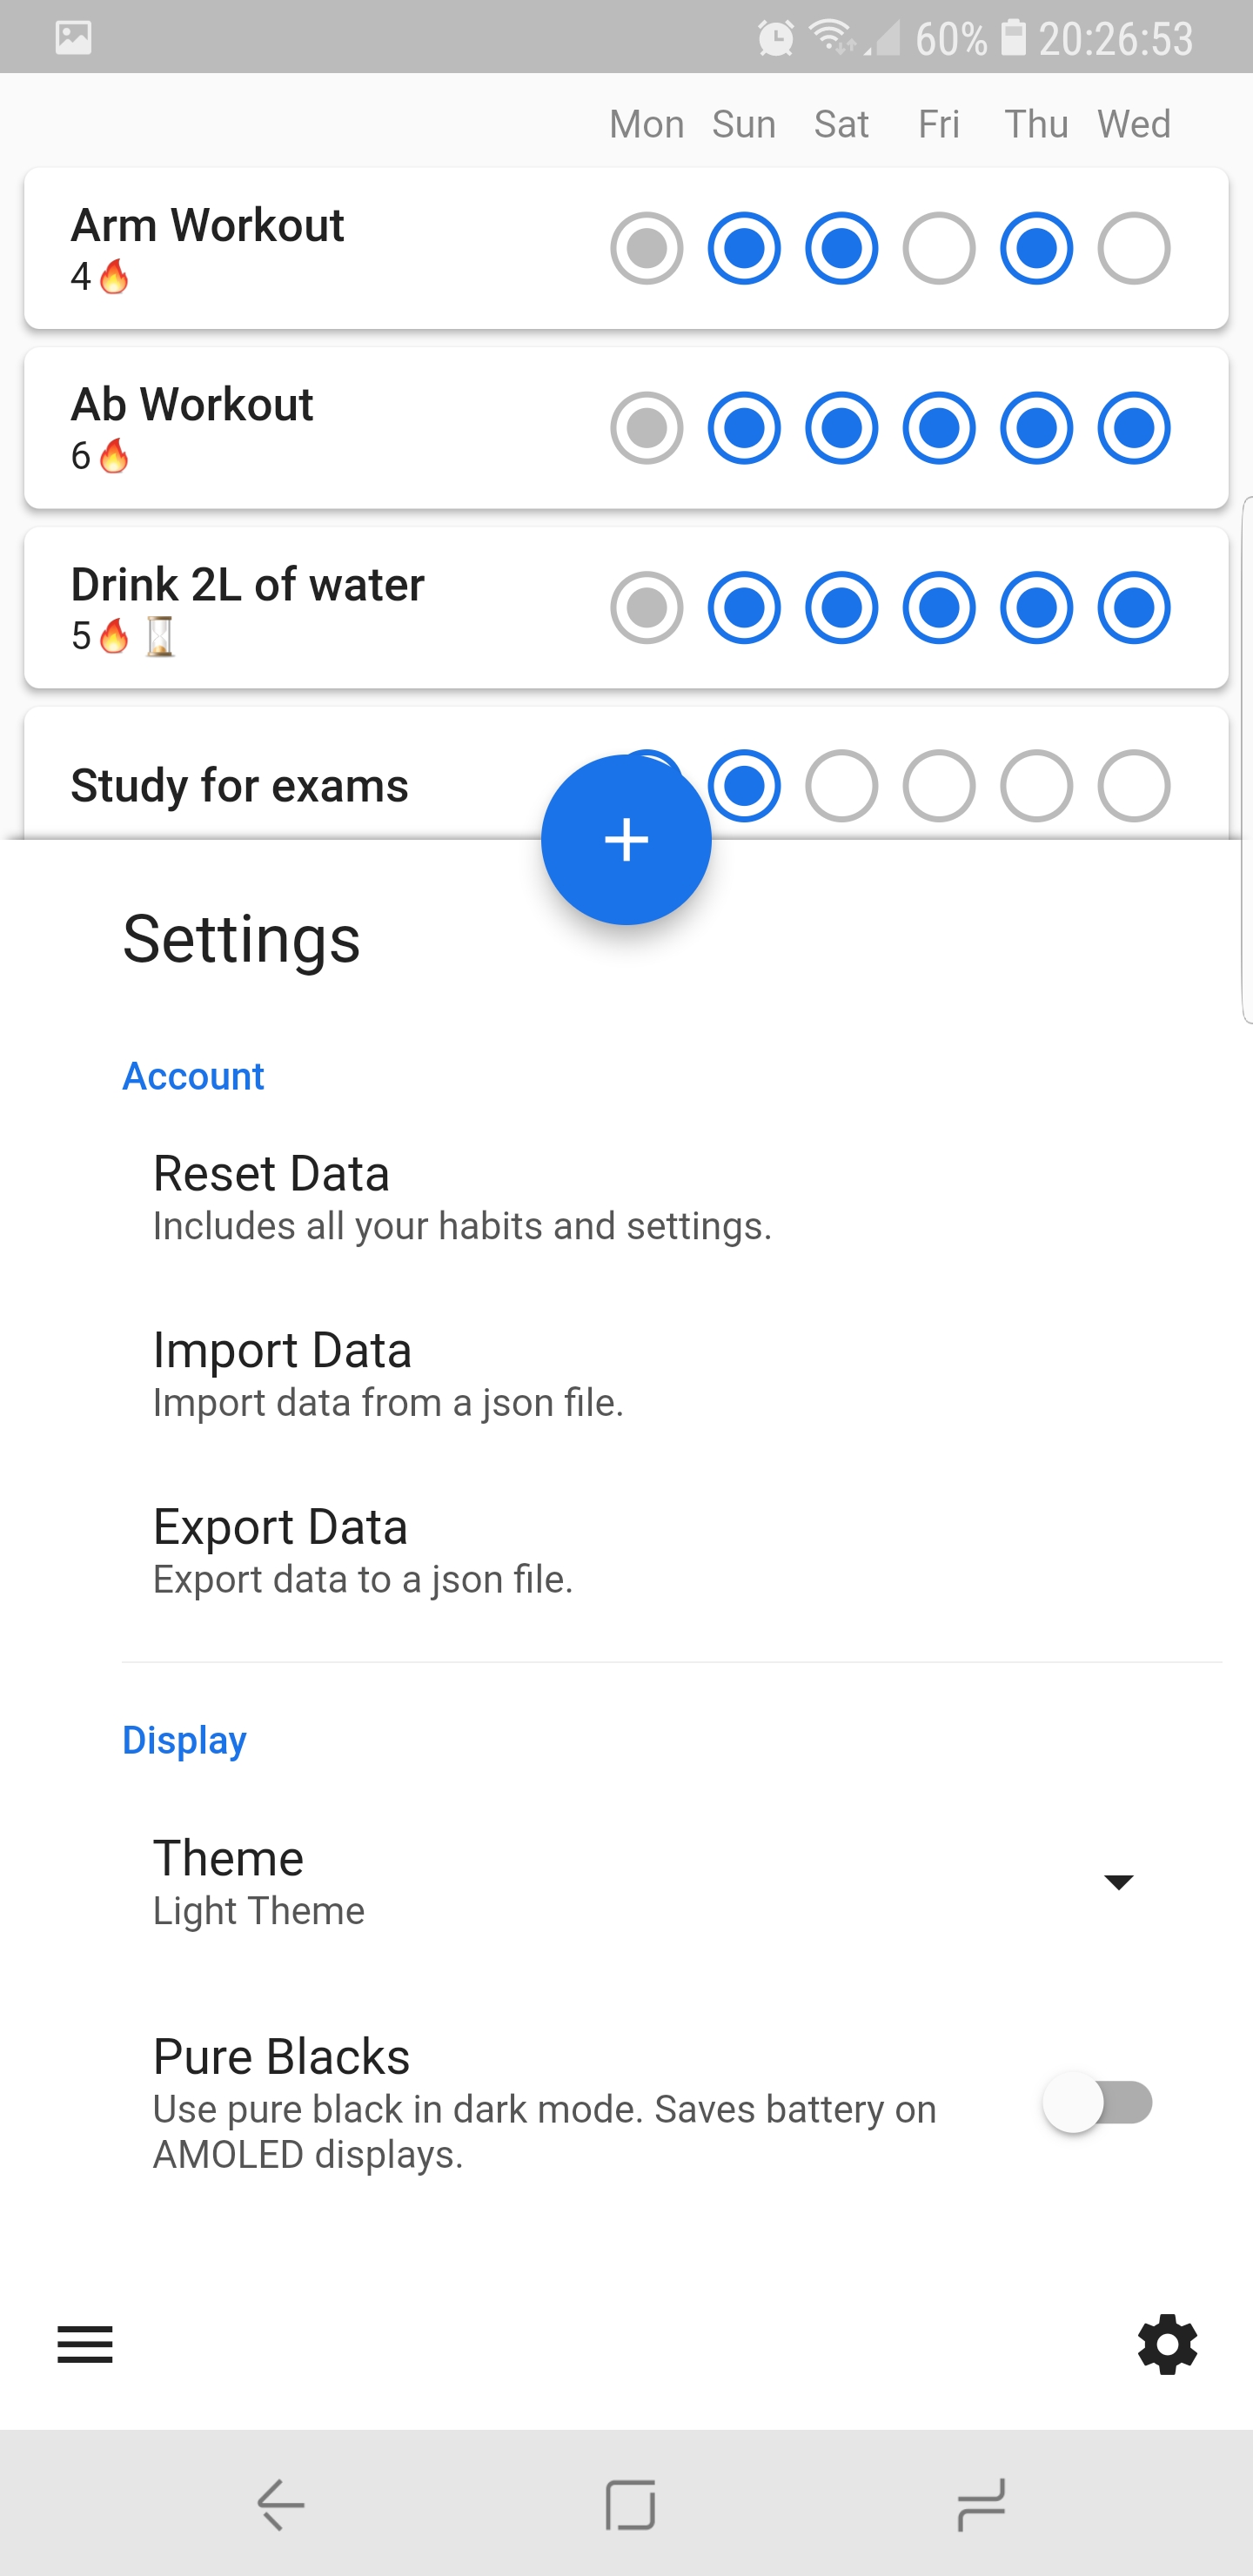 60% 20:26:53
Mon Sun Sat Fri Thu Wed
Arm Workout
4🔥
Ab Workout
6🔥
Drink 2L of water
5🔥 ⏳
Study for exams
+
Settings
Account
Reset Data
Includes all your habits and settings.
Import Data
Import data from a json file.
Export Data
Export data to a json file.
Display
Theme
Light Theme
Pure Blacks
Use pure black in dark mode. Saves battery on
AMOLED displays.